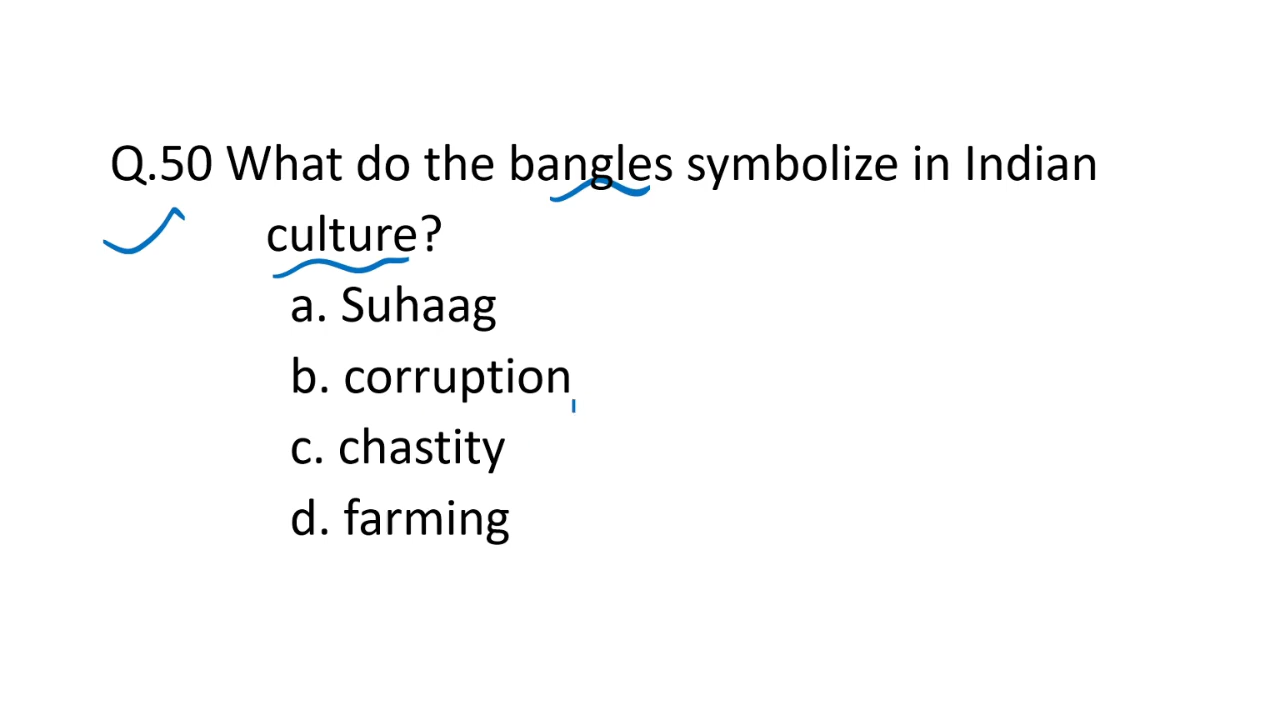 Q.50 What do the bangles symbolize in Indian
culture?
a. Suhaag
b. corruption
c. chastity
d. farming